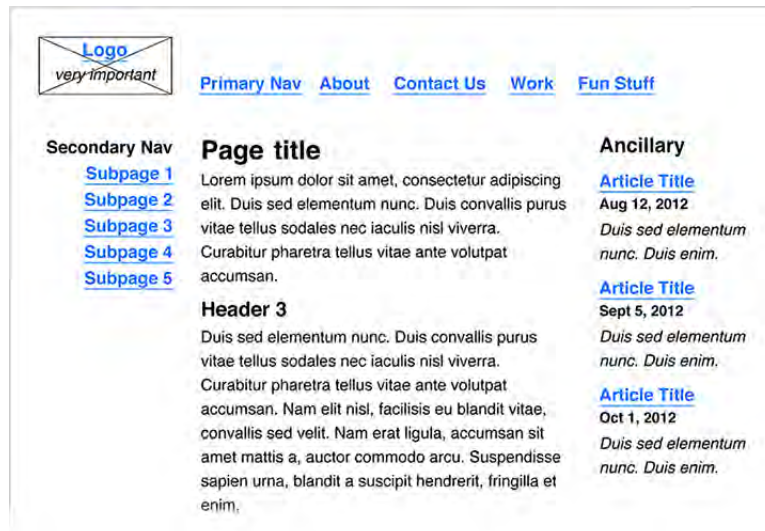 Logo
very important
Primary Nav About Contact Us Work Fun Stuff
Secondary Nav
Subpage 1
Subpage 2
Subpage 3
Subpage 4
Subpage 5
Page title
Lorem ipsum dolor sit amet, consectetur adipiscing
elit. Duis sed elementum nunc. Duis convallis purus
vitae tellus sodales nec iaculis nisl viverra.
Curabitur pharetra tellus vitae ante volutpat
accumsan.
Header 3
Duis sed elementum nunc. Duis convallis purus
vitae tellus sodales nec iaculis nisl viverra.
Curabitur pharetra tellus vitae ante volutpat
accumsan. Nam elit nisl, facilisis eu blandit vitae,
convallis sed velit. Nam erat ligula, accumsan sit
amet mattis a, auctor commodo arcu. Suspendisse
sapien urna, blandit a suscipit hendrerit, fringilla et
enim.
Ancillary
Article Title
Aug 12, 2012
Duis sed elementum
nunc. Duis enim.
Article Title
Sept 5, 2012
Duis sed elementum
nunc. Duis enim.
Article Title
Oct 1, 2012
Duis sed elementum
nunc. Duis enim.